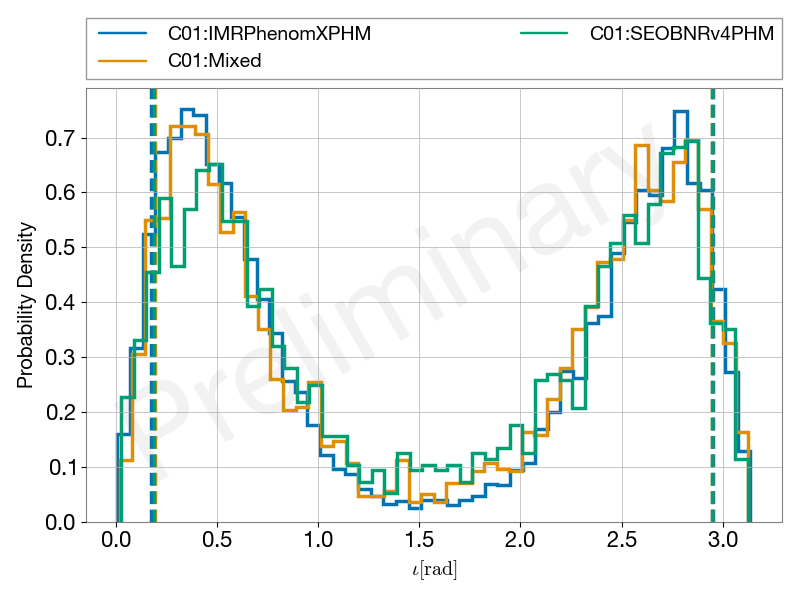 C01:IMRPhenomXPHM
C01:Mixed
C01:SEOBNRv4PHM
Preliminary
Probability Density
0.7
0.6
0.5
0.4
0.3
0.2
0.1
0.0
0.0 0.5 1.0 1.5 2.0 2.5 3.0
ι[rad]